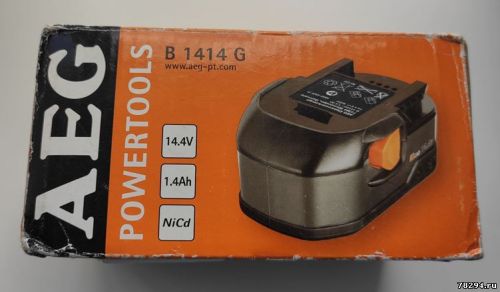 AEG
POWERTOOLS
B 1414 G
www.aeg-pt.com
14.4V
1.4Ah
NiCd
78294.ru